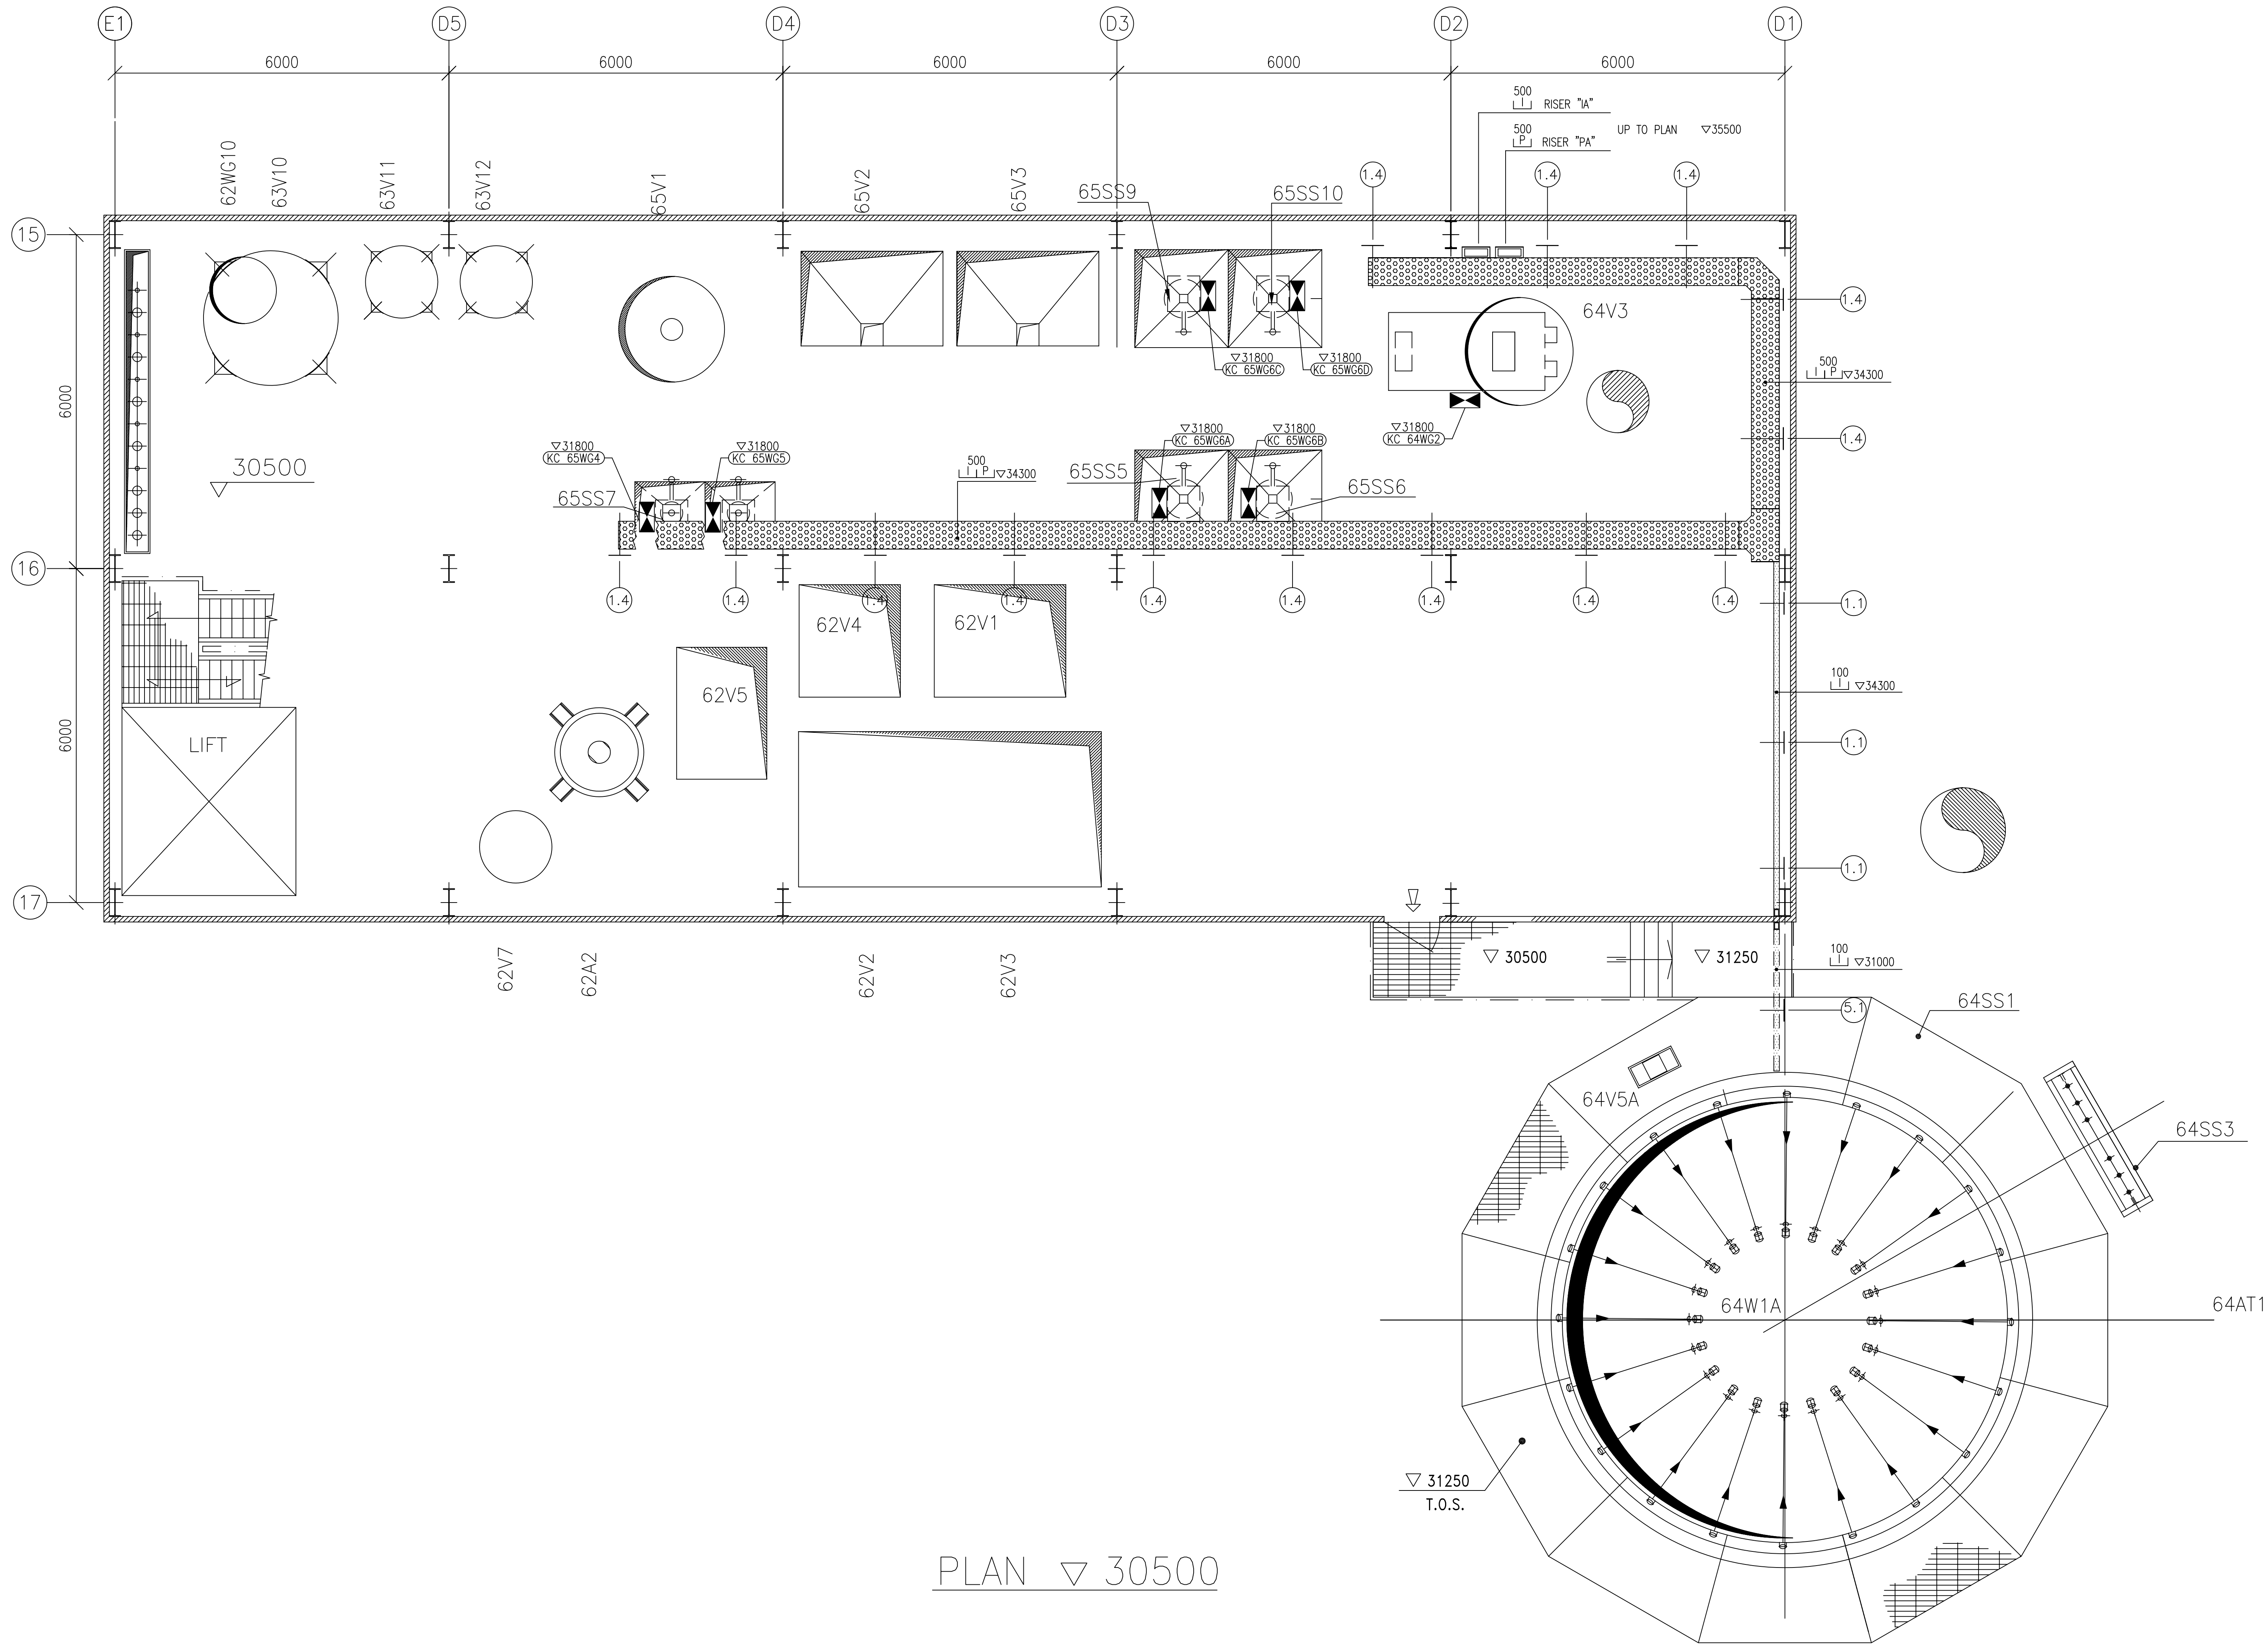 E1
D5
D4
D3
D2
D1
6000
6000
6000
6000
6000
500
I
RISER "IA"
500
P
RISER "PA"
UP TO PLAN ▽35500
62WG10
63V10
63V11
63V12
65V1
65V2
65V3
65SS9
65SS10
1.4
1.4
1.4
15
64V3
1.4
▽31800
KC 65WG6C
▽31800
KC 65WG6D
500
I P ▽34300
6000
▽31800
KC 65WG4
▽31800
KC 65WG5
▽31800
KC 65WG6A
▽31800
KC 65WG6B
▽31800
KC 64WG2
1.4
30500
▽
500
I P ▽34300
65SS7
65SS5
65SS6
16
1.4
1.4
1.4
1.4
1.4
1.4
1.4
1.4
1.4
1.1
62V4
62V1
62V5
100
I ▽34300
6000
LIFT
1.1
1.1
17
62V7
62A2
62V2
62V3
▽ 30500
▽ 31250
100
I ▽31000
5.1
64SS1
64V5A
64SS3
64W1A
64AT1
▽ 31250
T.O.S.
PLAN ▽ 30500